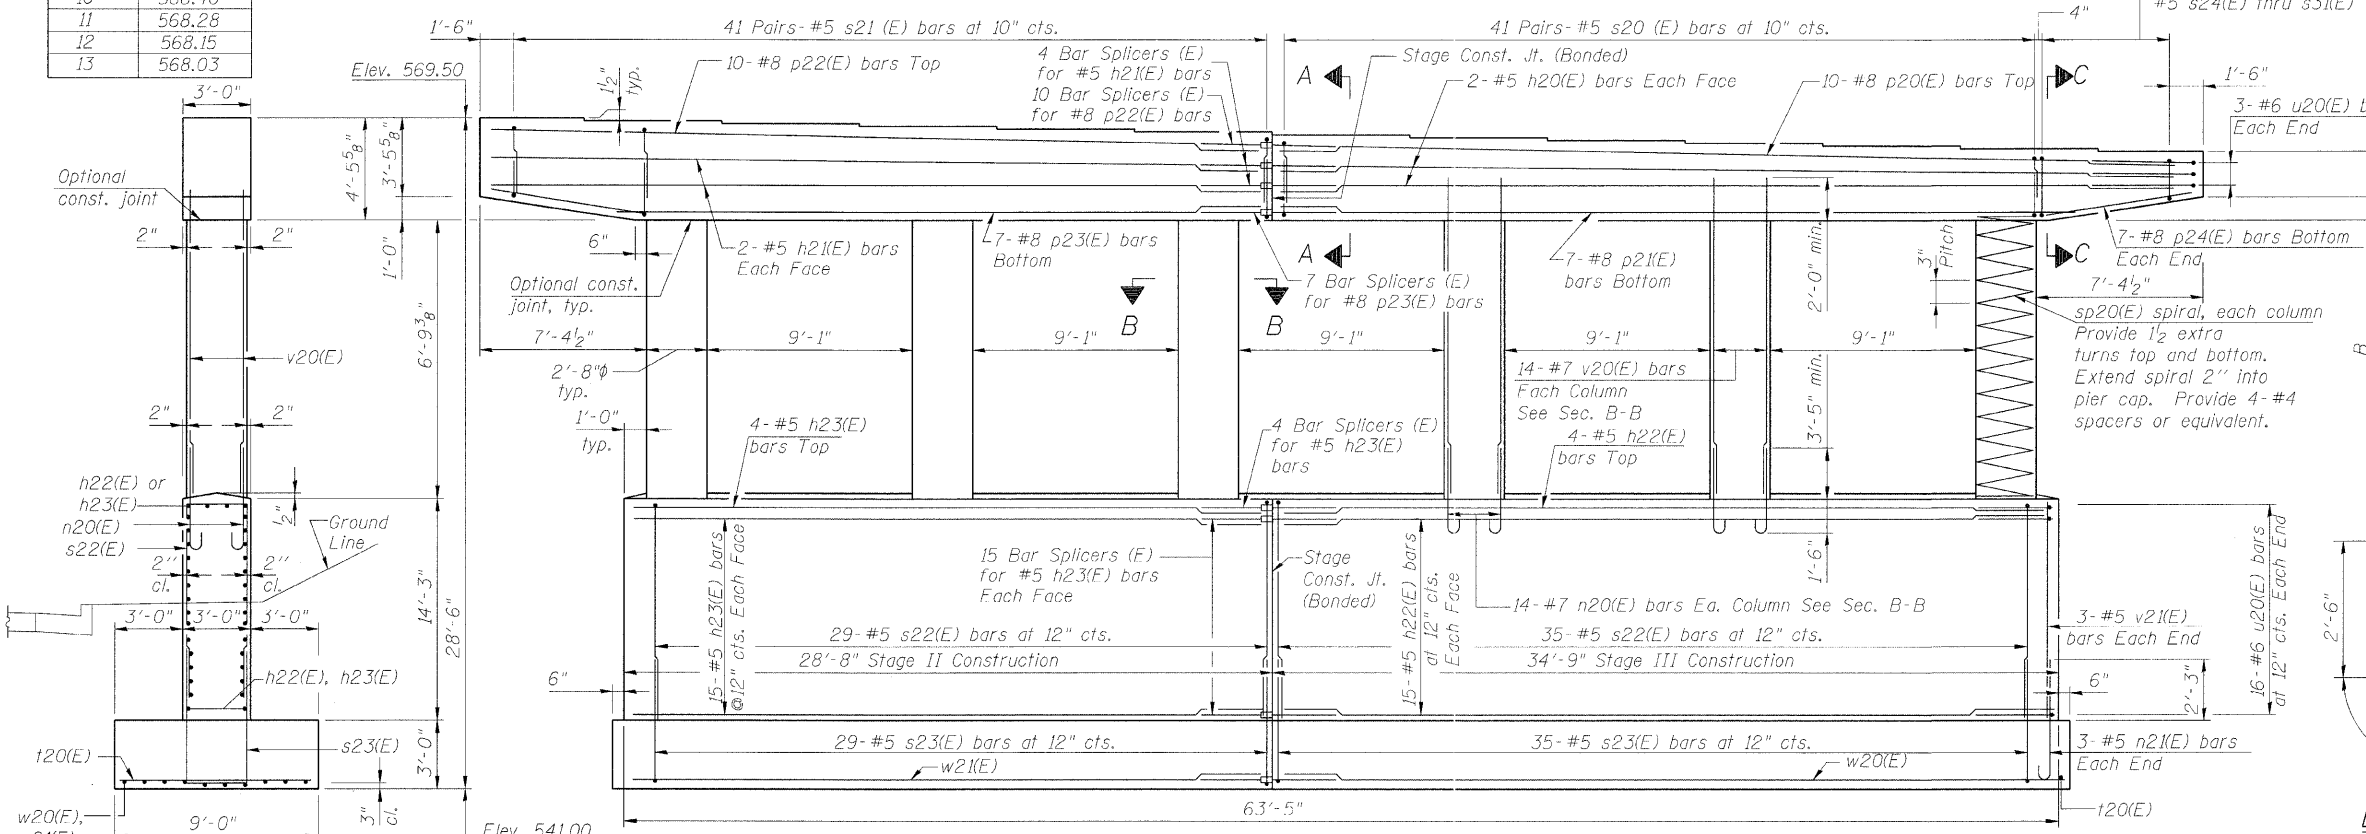 11 568.28
12 568.15
13 568.03
3'-0"
Elev. 569.50
1'-6"
41 Pairs- #5 s21 (E) bars at 10" cts.
41 Pairs- #5 s20 (E) bars at 10" cts.
4"
#5 s24(E) thru s31(E)
1'-6"
10- #8 p22(E) bars Top
4 Bar Splicers (E)
for #5 h21(E) bars
10 Bar Splicers (E)
for #8 p22(E) bars
1½"
typ.
Stage Const. Jt. (Bonded)
2- #5 h20(E) bars Each Face
10- #8 p20(E) bars Top
A
A
C
C
3- #6 u20(E)
Each End
Optional
const. joint
4'-5⅝"
3'-5⅝"
1'-0"
2"
2"
6"
2- #5 h21(E) bars
Each Face
7- #8 p23(E) bars
Bottom
Optional const.
joint, typ.
7 Bar Splicers (E)
for #8 p23(E) bars
B
B
7- #8 p21(E)
bars Bottom
2'-0" min.
3"
Pitch
7- #8 p24(E) bars Bottom
Each End
7'-4½"
7'-4½"
9'-1"
9'-1"
9'-1"
9'-1"
9'-1"
2'-8"ϕ
typ.
sp20(E) spiral, each column
Provide 1½ extra
turns top and bottom.
Extend spiral 2" into
pier cap. Provide 4- #4
spacers or equivalent.
v20(E)
6'-9⅜"
2"
2"
14- #7 v20(E) bars
Each Column
See Sec. B-B
3'-5" min.
1'-0"
typ.
4- #5 h23(E)
bars Top
4 Bar Splicers (E)
for #5 h23(E)
bars
4- #5 h22(E)
bars Top
h22(E) or
h23(E)
n20(E)
s22(E)
½"
Ground
Line
2"
cl.
2"
cl.
3'-0"
3'-0"
3'-0"
14'-3"
28'-6"
15- #5 h23(E) bars
@12" cts. Each Face
15 Bar Splicers (E)
for #5 h23(E) bars
Each Face
Stage
Const. Jt.
(Bonded)
15- #5 h22(E) bars
at 12" cts.
Each Face
1'-6"
14- #7 n20(E) bars Ea. Column See Sec. B-B
3- #5 v21(E)
bars Each End
16- #6 u20(E) bars
at 12" cts. Each End
2'-6"
29- #5 s22(E) bars at 12" cts.
35- #5 s22(E) bars at 12" cts.
28'-8" Stage II Construction
34'-9" Stage III Construction
6"
6"
2'-3"
h22(E), h23(E)
t20(E)
s23(E)
3'-0"
29- #5 s23(E) bars at 12" cts.
35- #5 s23(E) bars at 12" cts.
3- #5 n21(E) bars
Each End
w21(E)
w20(E)
w20(E),
9'-0"
3"
cl.
63'-5"
t20(E)
Elev. 541.00